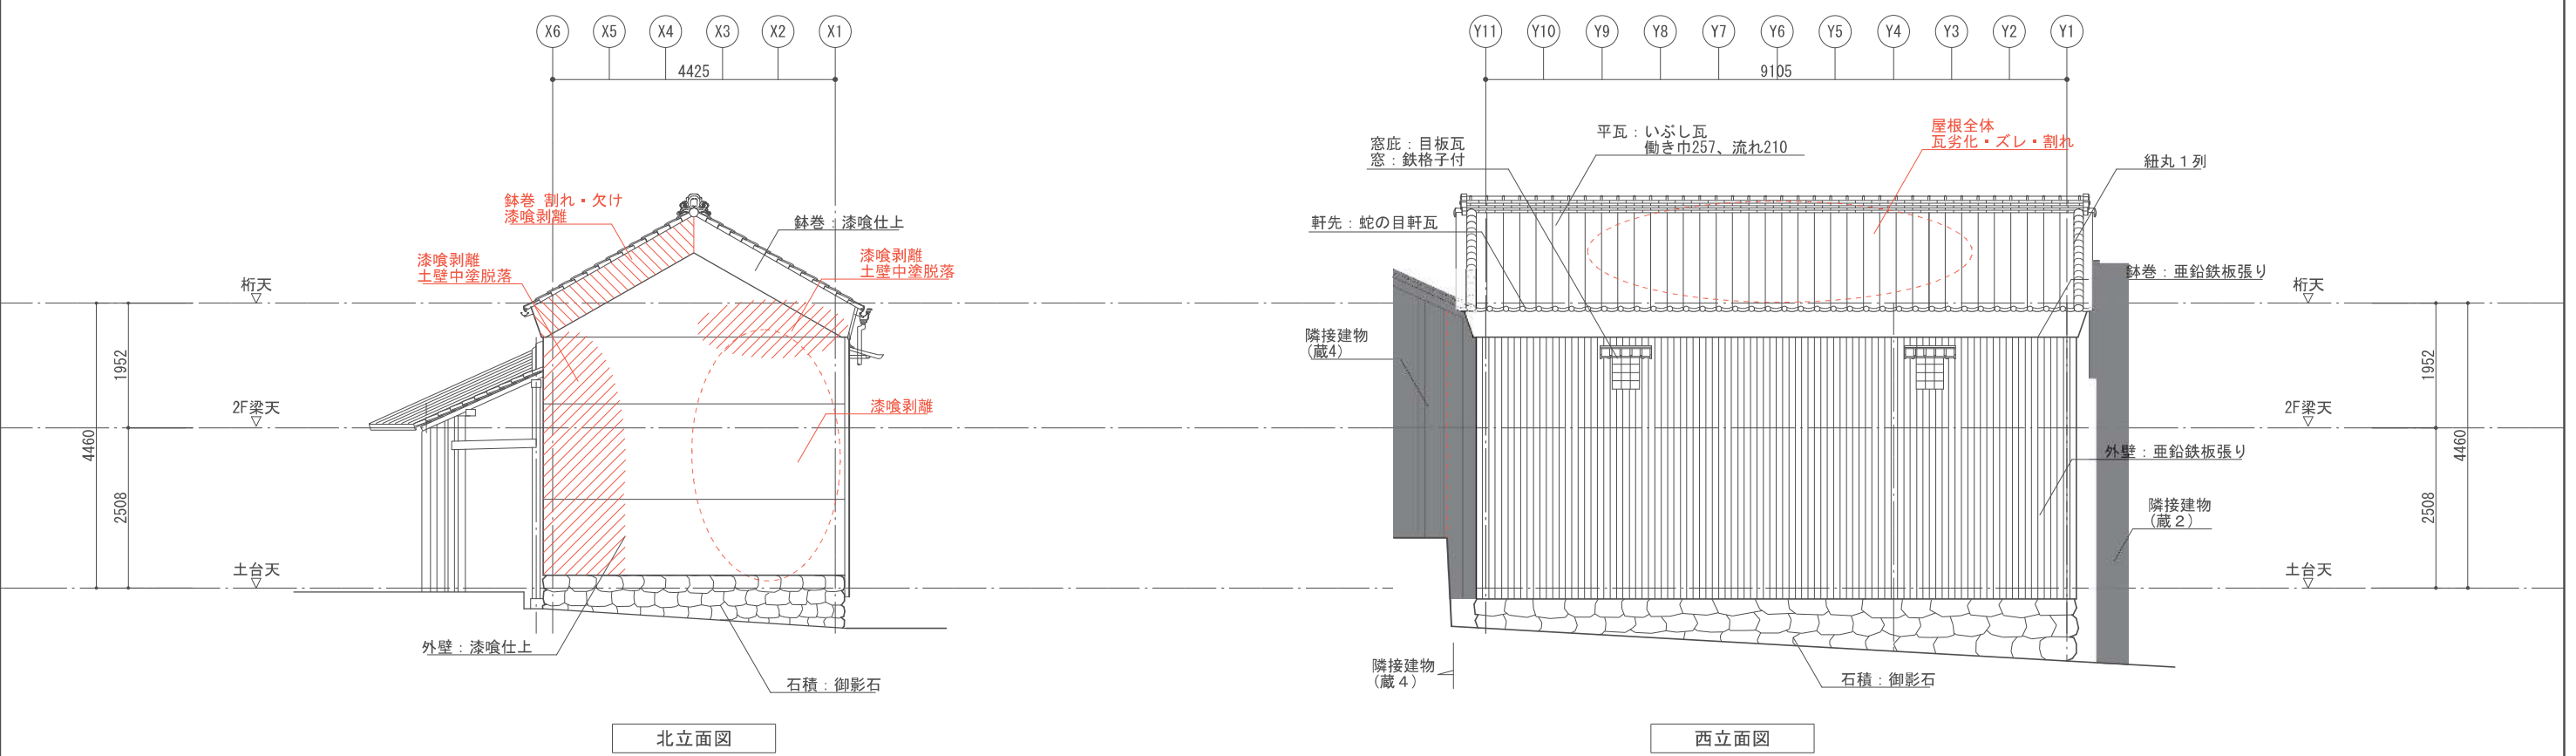 X6 X5 X4 X3 X2 X1
4425
鉢巻 割れ・欠け
漆喰剥離
鉢巻：漆喰仕上
漆喰剥離
土壁中塗脱落
漆喰剥離
土壁中塗脱落
桁天
1952
2F梁天
漆喰剥離
4460
2508
土台天
外壁：漆喰仕上
石積：御影石
北立面図
Y11 Y10 Y9 Y8 Y7 Y6 Y5 Y4 Y3 Y2 Y1
9105
窓庇：目板瓦
窓：鉄格子付
平瓦：いぶし瓦
働き巾257、流れ210
屋根全体
瓦劣化・ズレ・割れ
紐丸１列
軒先：蛇の目軒瓦
鉢巻：亜鉛鉄板張り
桁天
隣接建物
(蔵4)
1952
2F梁天
4460
外壁：亜鉛鉄板張り
2508
隣接建物
(蔵２)
土台天
隣接建物
(蔵４)
石積：御影石
西立面図